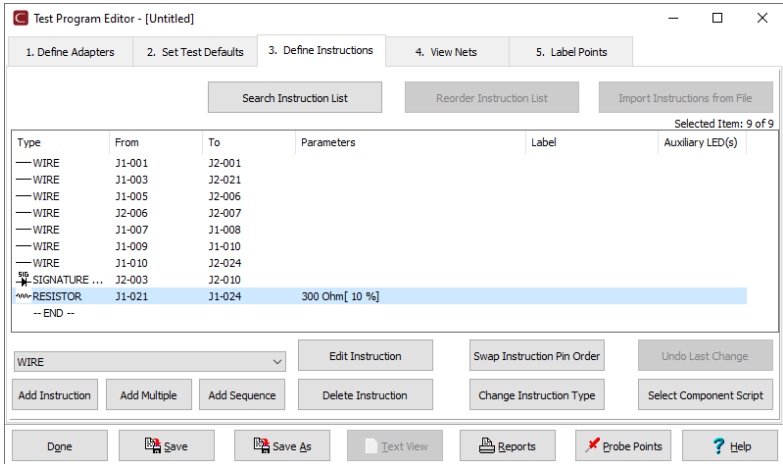 Test Program Editor - [Untitled]
1. Define Adapters 2. Set Test Defaults 3. Define Instructions 4. View Nets 5. Label Points
Search Instruction List Reorder Instruction List Import Instructions from File
Selected Item: 9 of 9
Type From To Parameters Label Auxiliary LED(s)
WIRE J1-001 J2-001
WIRE J1-003 J2-021
WIRE J1-005 J2-006
WIRE J2-006 J2-007
WIRE J1-007 J1-008
WIRE J1-009 J1-010
WIRE J1-010 J2-024
SIG SIGNATURE ... J2-003 J2-010
RESISTOR J1-021 J1-024 300 Ohm[ 10 %]
-- END --
WIRE Edit Instruction Swap Instruction Pin Order Undo Last Change
Add Instruction Add Multiple Add Sequence Delete Instruction Change Instruction Type Select Component Script
Done Save Save As Text View Reports Probe Points Help